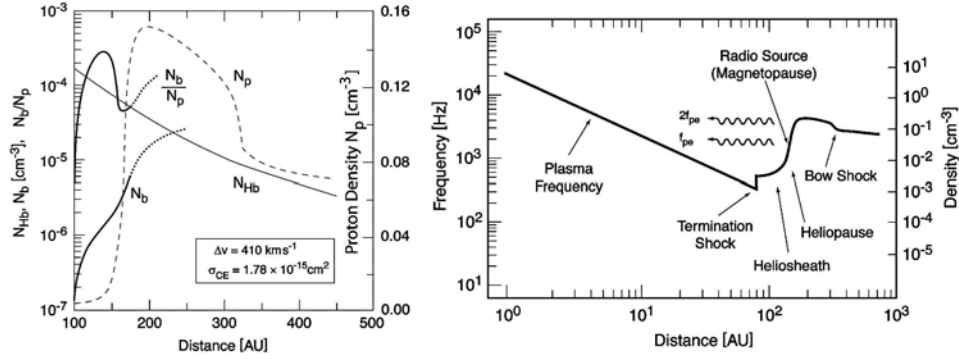 10⁻³
10⁻⁴
10⁻⁵
10⁻⁶
10⁻⁷
N_Hb, N_b [cm⁻³], N_b/N_p
0.16
0.12
0.08
0.04
0.00
Proton Density N_p [cm⁻³]
N_b
N_p
N_p
N_Hb
N_b
Δv = 410 kms⁻¹
σ_CE = 1.78 × 10⁻¹⁵cm²
100 200 300 400 500
Distance [AU]
10⁵
10⁴
10³
10²
10¹
Frequency [Hz]
10¹
10⁰
10⁻¹
10⁻²
10⁻³
10⁻⁴
10⁻⁵
Density [cm⁻³]
Radio Source
(Magnetopause)
2f_pe
f_pe
Plasma
Frequency
Bow Shock
Termination
Shock
Heliopause
Heliosheath
10⁰ 10¹ 10² 10³
Distance [AU]